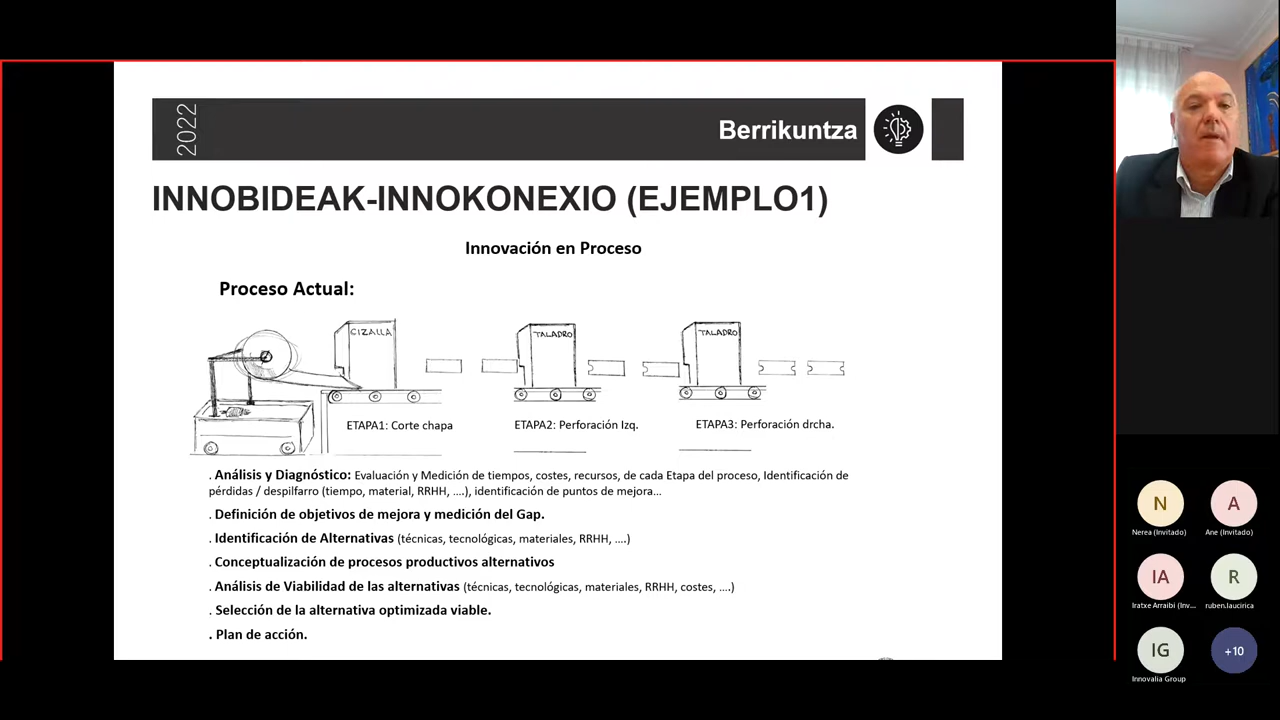 2022
Berrikuntza
INNOBIDEAK-INNOKONEXIO (EJEMPLO1)
Innovación en Proceso
Proceso Actual:
CIZALLA
TALADRO
TALADRO
ETAPA1: Corte chapa
ETAPA2: Perforación Izq.
ETAPA3: Perforación drcha.
. Análisis y Diagnóstico: Evaluación y Medición de tiempos, costes, recursos, de cada Etapa del proceso, Identificación de
pérdidas / despilfarro (tiempo, material, RRHH, ....), identificación de puntos de mejora...
. Definición de objetivos de mejora y medición del Gap.
. Identificación de Alternativas (técnicas, tecnológicas, materiales, RRHH, ....)
. Conceptualización de procesos productivos alternativos
. Análisis de Viabilidad de las alternativas (técnicas, tecnológicas, materiales, RRHH, costes, ....)
. Selección de la alternativa optimizada viable.
. Plan de acción.
N
A
Nerea (Invitado)
Ane (Invitado)
IA
R
Iratxe Arraibi (Inv...
ruben.laucirica
IG
+10
Innovalia Group